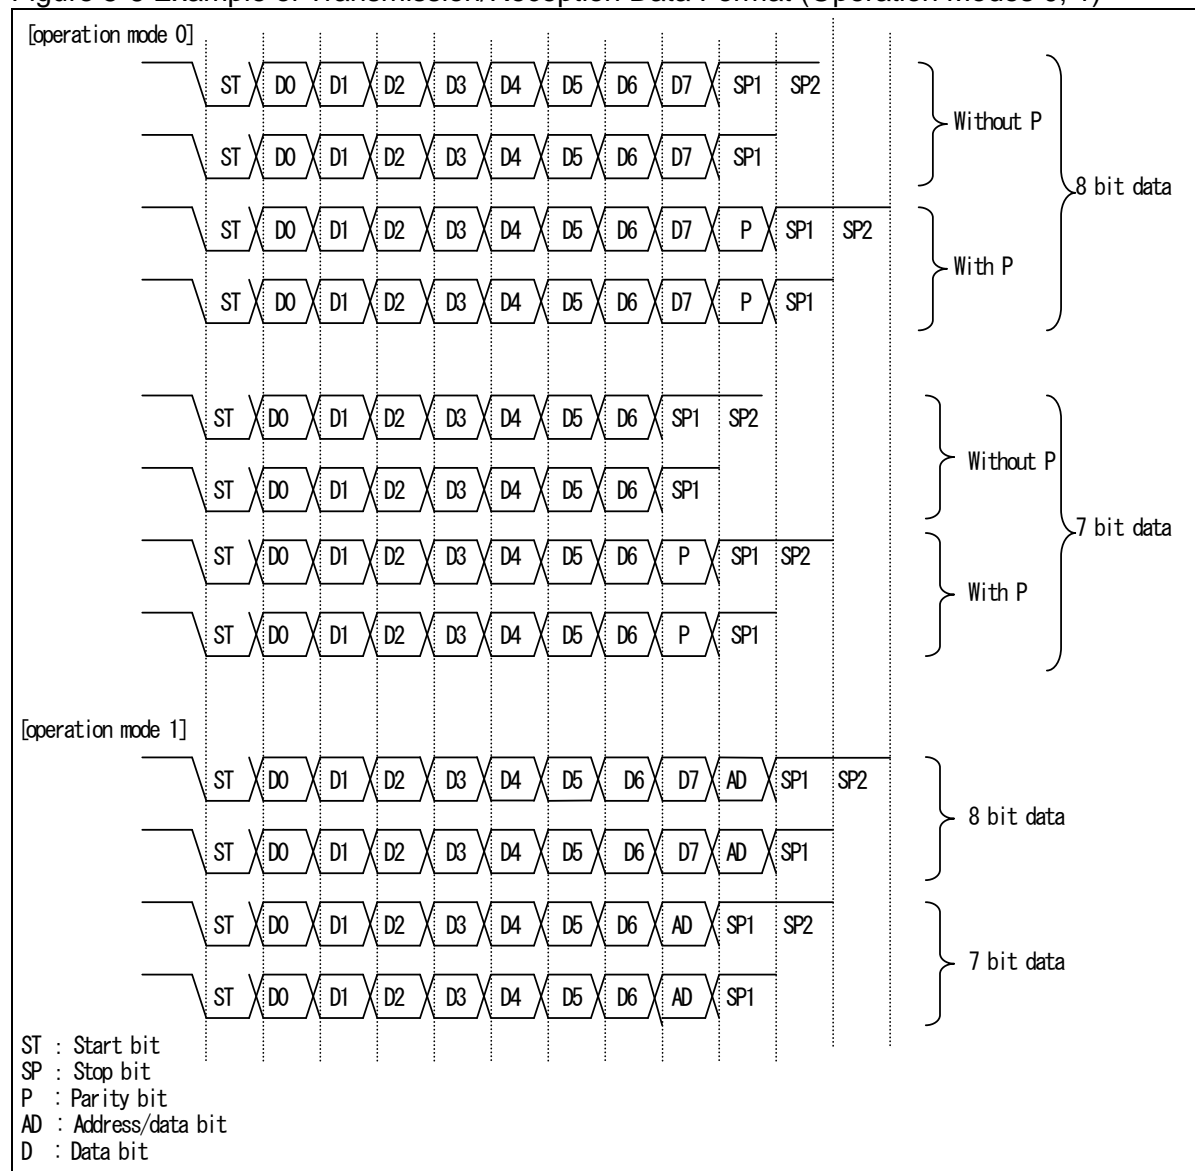 [operation mode 0]
ST D0 D1 D2 D3 D4 D5 D6 D7 SP1 SP2
Without P
ST D0 D1 D2 D3 D4 D5 D6 D7 SP1
8 bit data
ST D0 D1 D2 D3 D4 D5 D6 D7 P SP1 SP2
With P
ST D0 D1 D2 D3 D4 D5 D6 D7 P SP1
ST D0 D1 D2 D3 D4 D5 D6 SP1 SP2
Without P
ST D0 D1 D2 D3 D4 D5 D6 SP1
7 bit data
ST D0 D1 D2 D3 D4 D5 D6 P SP1 SP2
With P
ST D0 D1 D2 D3 D4 D5 D6 P SP1
[operation mode 1]
ST D0 D1 D2 D3 D4 D5 D6 D7 AD SP1 SP2
8 bit data
ST D0 D1 D2 D3 D4 D5 D6 D7 AD SP1
ST D0 D1 D2 D3 D4 D5 D6 AD SP1 SP2
7 bit data
ST D0 D1 D2 D3 D4 D5 D6 AD SP1
ST : Start bit
SP : Stop bit
P : Parity bit
AD : Address/data bit
D : Data bit